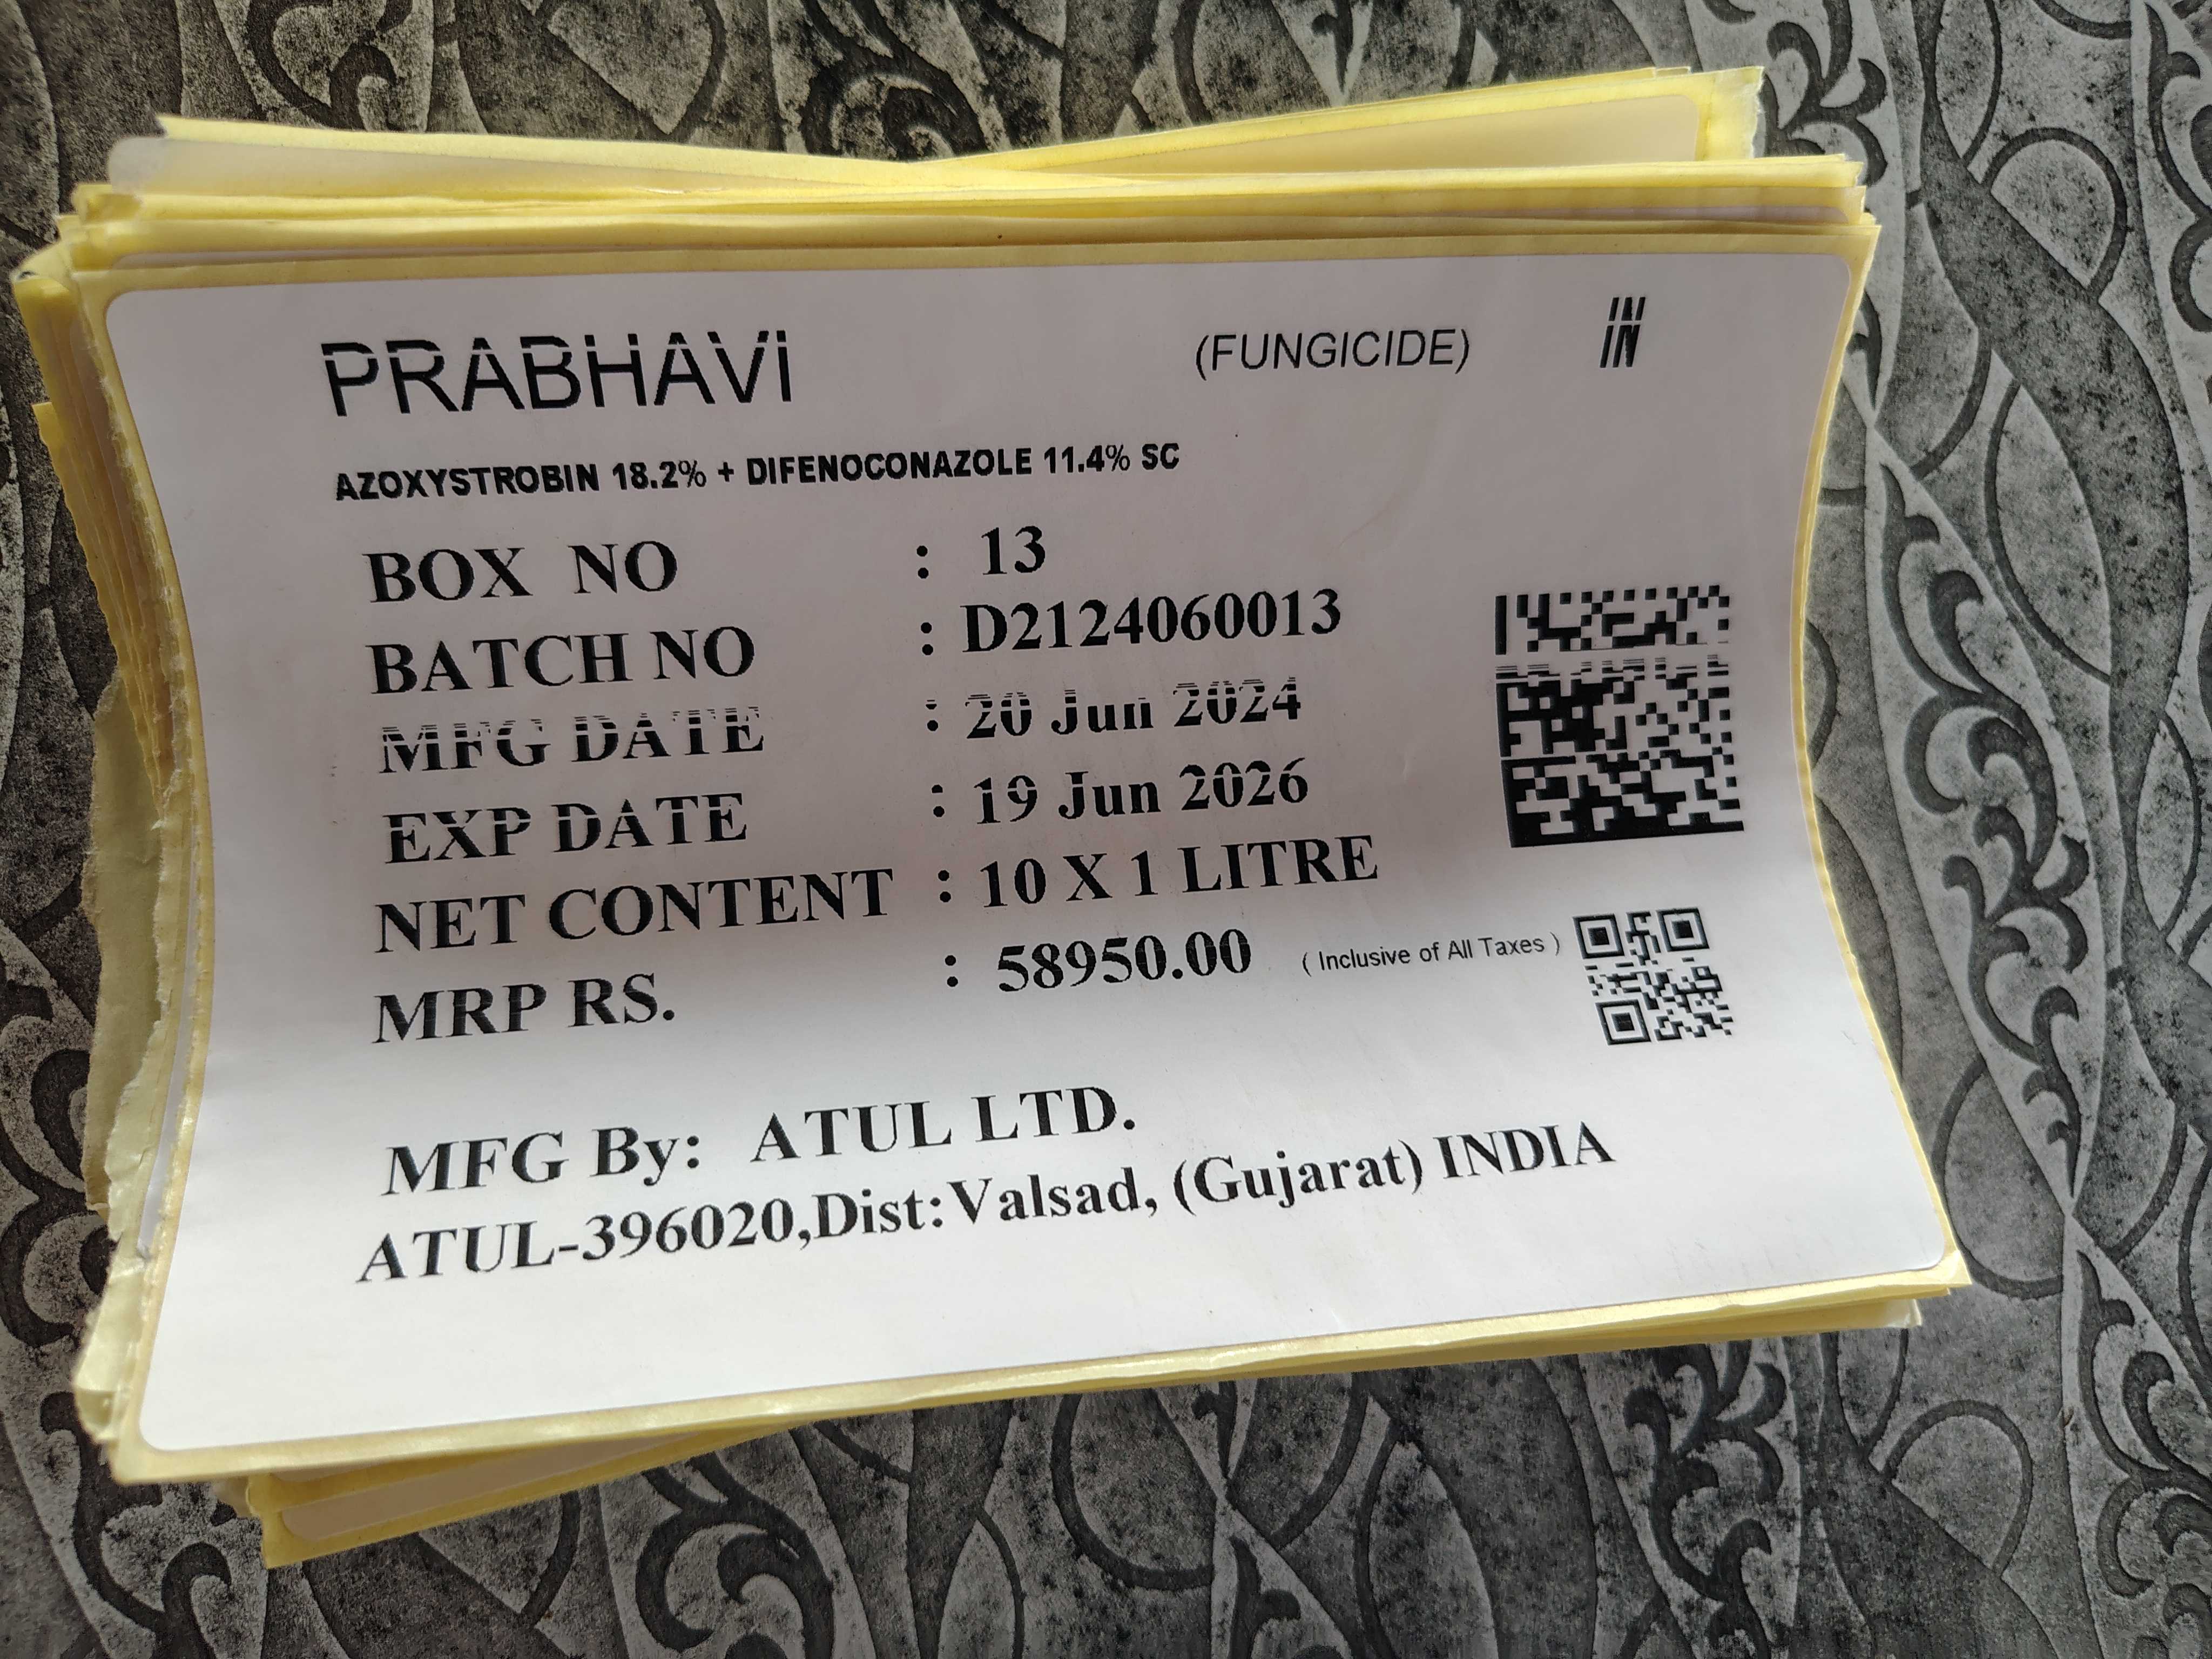 PRABHAVI (FUNGICIDE) IN
AZOXYSTROBIN 18.2% + DIFENOCONAZOLE 11.4% SC
BOX NO : 13
BATCH NO : D2124060013
MFG DATE : 20 Jun 2024
EXP DATE : 19 Jun 2026
NET CONTENT : 10 X 1 LITRE
MRP RS. : 58950.00 ( Inclusive of All Taxes )
MFG By: ATUL LTD.
ATUL-396020,Dist:Valsad, (Gujarat) INDIA